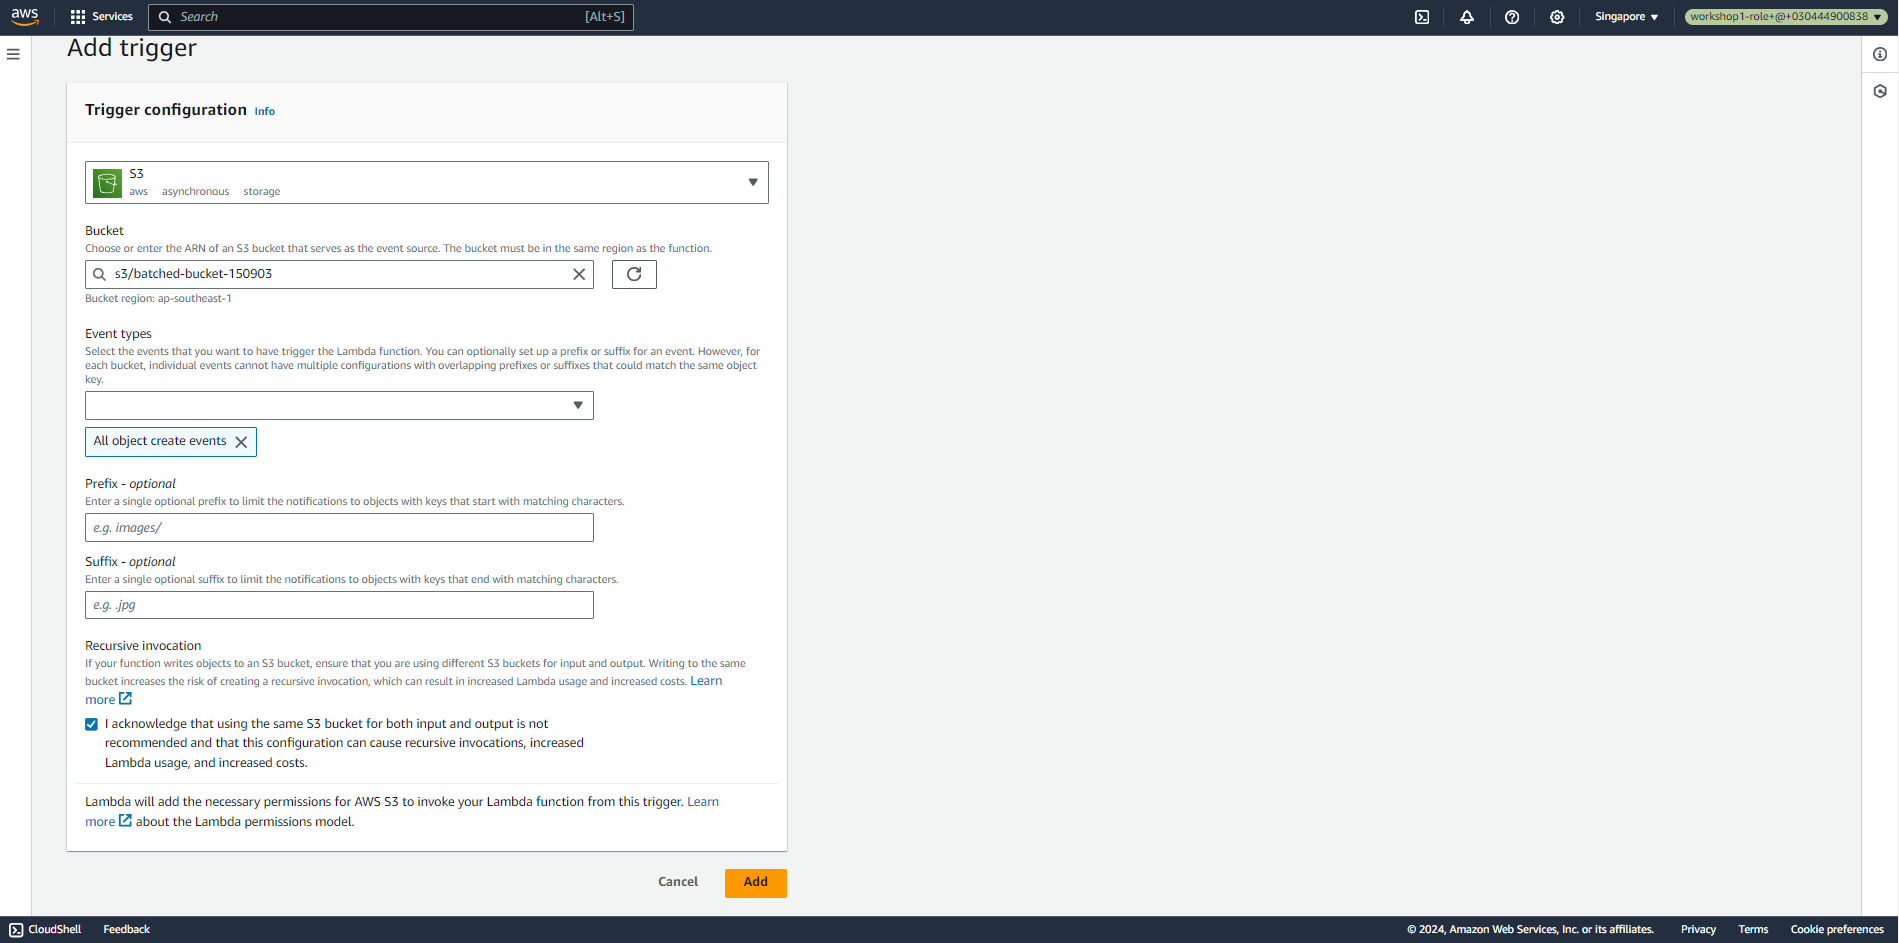 aws Services Search [Alt+S] Singapore workshop1-role+@+030444900838
Add trigger
Trigger configuration Info
S3
aws asynchronous storage
Bucket
Choose or enter the ARN of an S3 bucket that serves as the event source. The bucket must be in the same region as the function.
s3/batched-bucket-150903
Bucket region: ap-southeast-1
Event types
Select the events that you want to have trigger the Lambda function. You can optionally set up a prefix or suffix for an event. However, for
each bucket, individual events cannot have multiple configurations with overlapping prefixes or suffixes that could match the same object
key.
All object create events
Prefix - optional
Enter a single optional prefix to limit the notifications to objects with keys that start with matching characters.
e.g. images/
Suffix - optional
Enter a single optional suffix to limit the notifications to objects with keys that end with matching characters.
e.g. .jpg
Recursive invocation
If your function writes objects to an S3 bucket, ensure that you are using different S3 buckets for input and output. Writing to the same
bucket increases the risk of creating a recursive invocation, which can result in increased Lambda usage and increased costs. Learn
more
I acknowledge that using the same S3 bucket for both input and output is not
recommended and that this configuration can cause recursive invocations, increased
Lambda usage, and increased costs.
Lambda will add the necessary permissions for AWS S3 to invoke your Lambda function from this trigger. Learn
more about the Lambda permissions model.
Cancel Add
CloudShell Feedback © 2024, Amazon Web Services, Inc. or its affiliates. Privacy Terms Cookie preferences